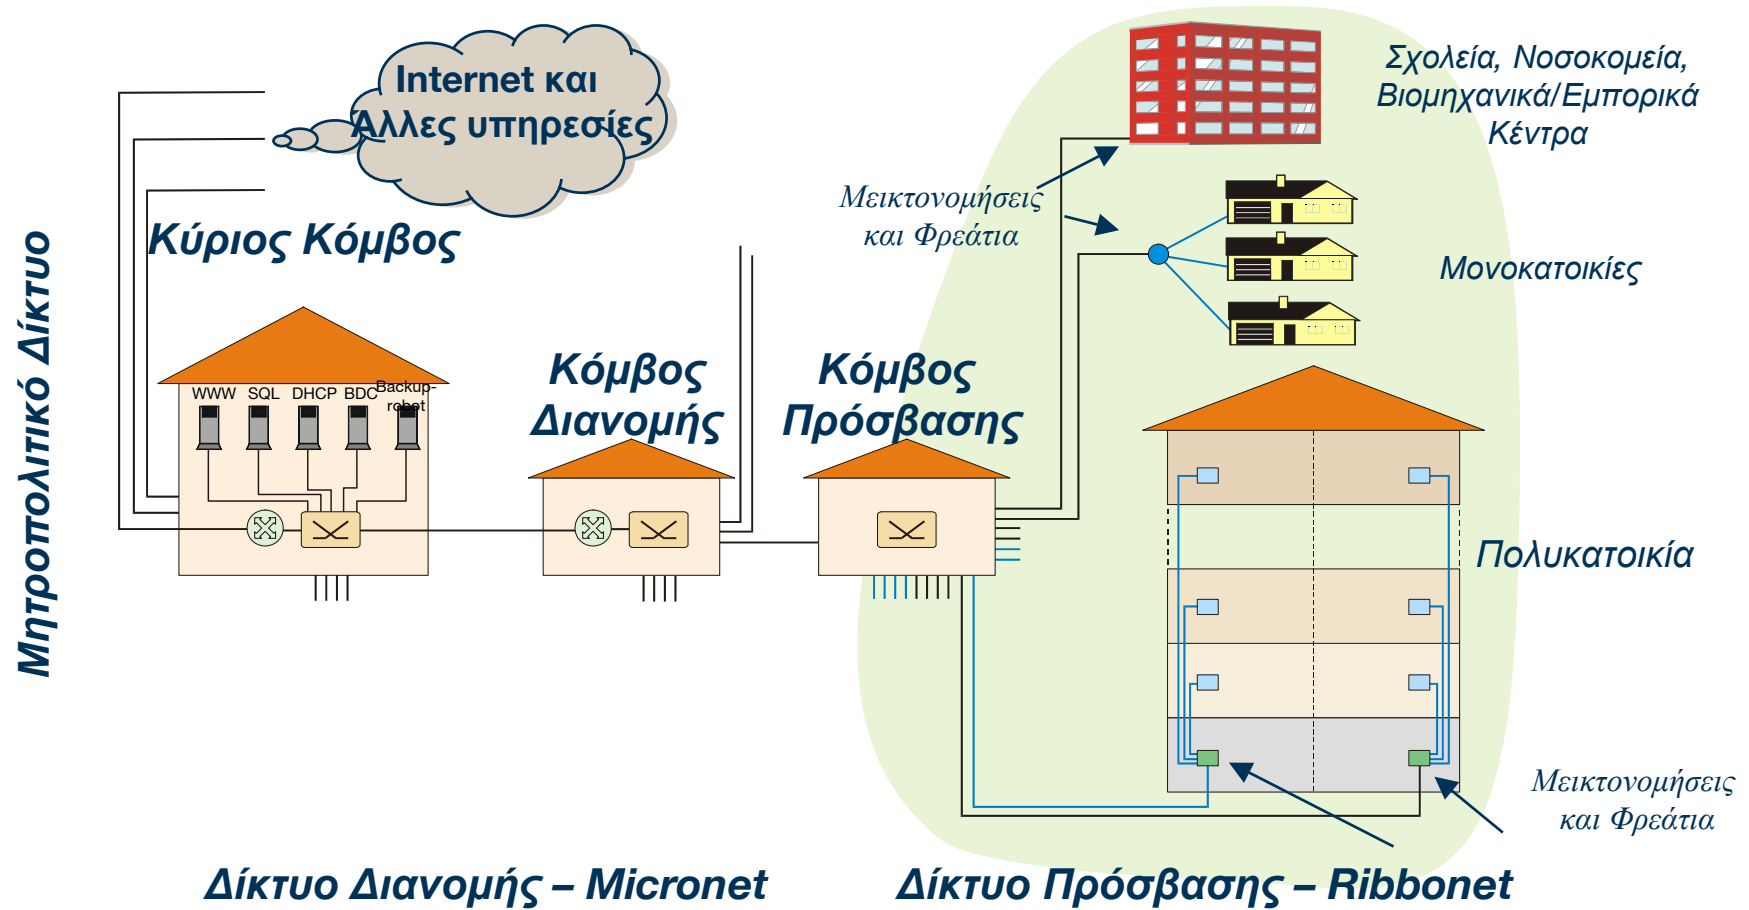 Internet και
Άλλες υπηρεσίες
Σχολεία, Νοσοκομεία,
Βιομηχανικά/Εμπορικά
Κέντρα
Μεικτονομήσεις
και Φρεάτια
Κύριος Κόμβος
Μονοκατοικίες
Μητροπολιτικό Δίκτυο
Κόμβος
Διανομής
Κόμβος
Πρόσβασης
WWW SQL DHCP BDC Backup-
robot
Πολυκατοικία
Μεικτονομήσεις
και Φρεάτια
Δίκτυο Διανομής – Micronet
Δίκτυο Πρόσβασης – Ribbonet